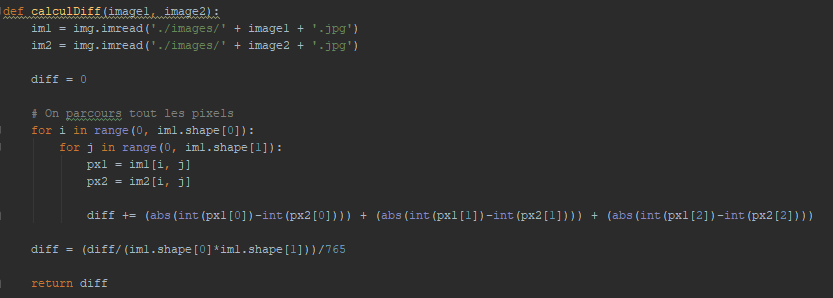 def calculDiff(image1, image2):
    im1 = img.imread('./images/' + image1 + '.jpg')
    im2 = img.imread('./images/' + image2 + '.jpg')

    diff = 0

    # On parcours tout les pixels
    for i in range(0, im1.shape[0]):
        for j in range(0, im1.shape[1]):
            px1 = im1[i, j]
            px2 = im2[i, j]

            diff += (abs(int(px1[0])-int(px2[0]))) + (abs(int(px1[1])-int(px2[1]))) + (abs(int(px1[2])-int(px2[2])))

    diff = (diff/(im1.shape[0]*im1.shape[1]))/765

    return diff